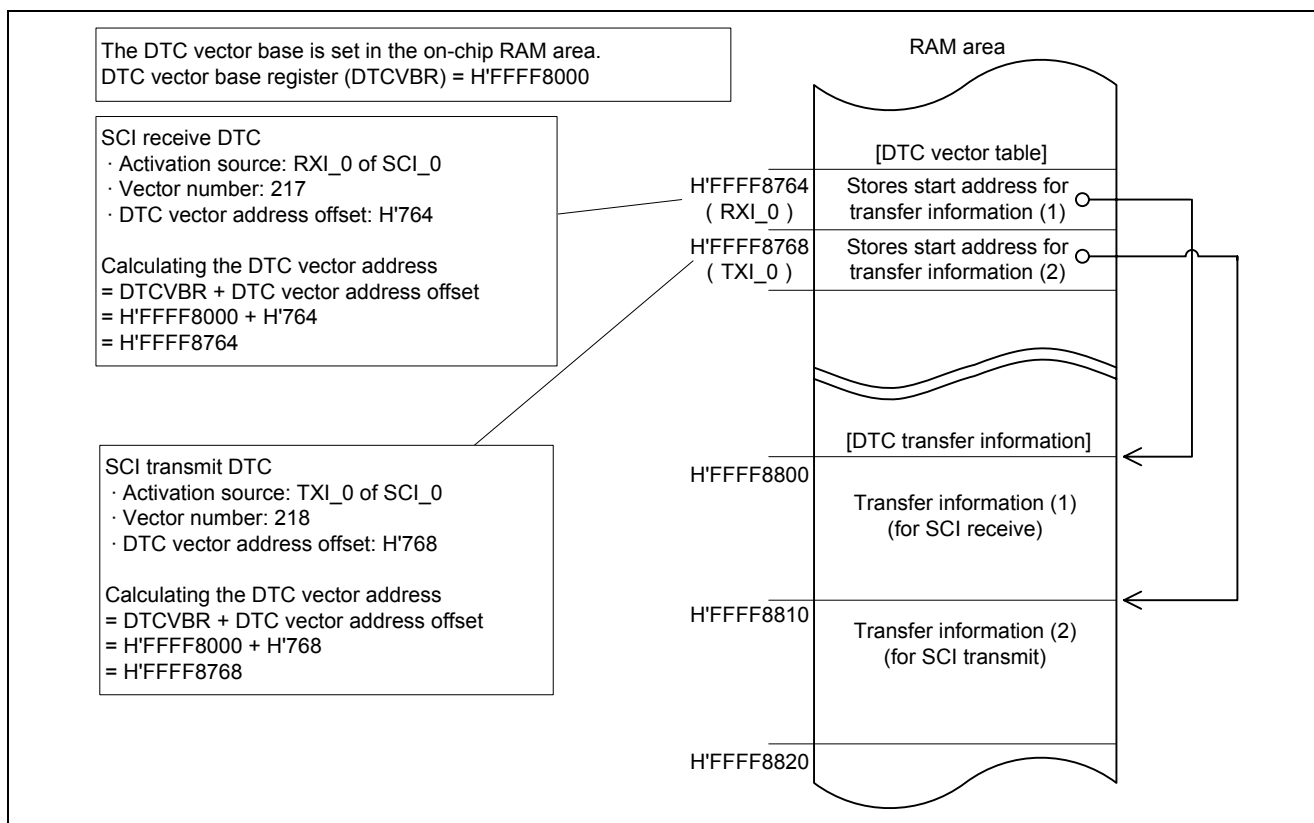 The DTC vector base is set in the on-chip RAM area.
DTC vector base register (DTCVBR) = H'FFFF8000
SCI receive DTC
· Activation source: RXI_0 of SCI_0
· Vector number: 217
· DTC vector address offset: H'764
Calculating the DTC vector address
= DTCVBR + DTC vector address offset
= H'FFFF8000 + H'764
= H'FFFF8764
SCI transmit DTC
· Activation source: TXI_0 of SCI_0
· Vector number: 218
· DTC vector address offset: H'768
Calculating the DTC vector address
= DTCVBR + DTC vector address offset
= H'FFFF8000 + H'768
= H'FFFF8768
RAM area
[DTC vector table]
H'FFFF8764
( RXI_0 )
Stores start address for
transfer information (1)
H'FFFF8768
( TXI_0 )
Stores start address for
transfer information (2)
[DTC transfer information]
H'FFFF8800
Transfer information (1)
(for SCI receive)
H'FFFF8810
Transfer information (2)
(for SCI transmit)
H'FFFF8820